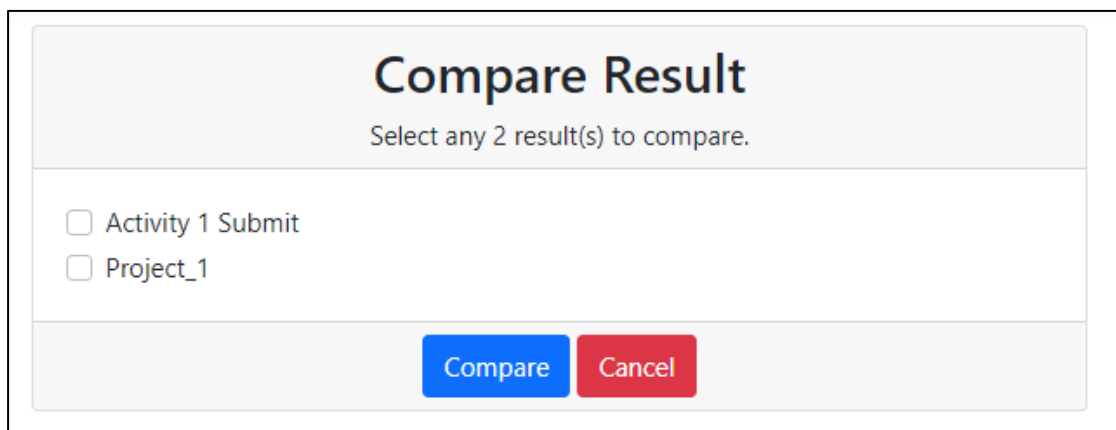 Compare Result
Select any 2 result(s) to compare.
Activity 1 Submit
Project_1
Compare Cancel